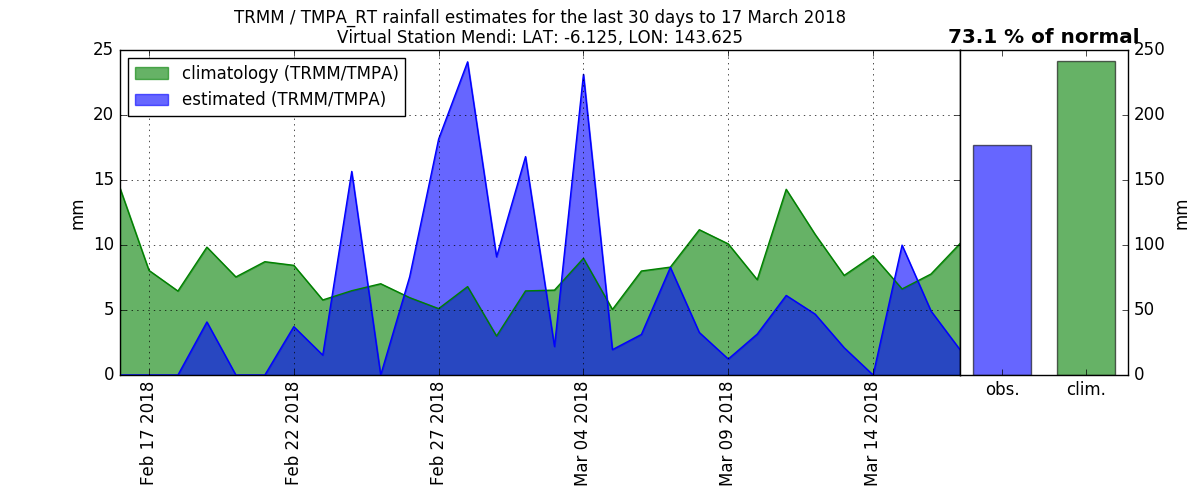 TRMM / TMPA_RT rainfall estimates for the last 30 days to 17 March 2018
Virtual Station Mendi: LAT: -6.125, LON: 143.625
73.1 % of normal
climatology (TRMM/TMPA)
estimated (TRMM/TMPA)
25
20
15
10
5
0
mm
250
200
150
100
50
0
mm
Feb 17 2018
Feb 22 2018
Feb 27 2018
Mar 04 2018
Mar 09 2018
Mar 14 2018
obs.
clim.